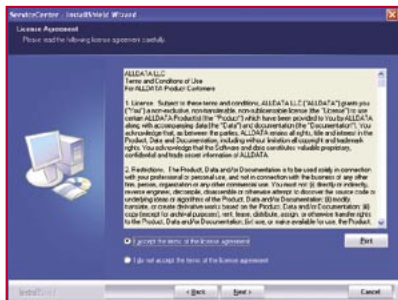 ServiceCenter - InstallShield Wizard
License Agreement
Please read the following license agreement carefully.
ALLDATA LLC
Terms and Conditions of Use
For ALLDATA Product Customers
1. License. Subject to these terms and conditions, ALLDATA LLC ("ALLDATA") grants you
("You") a non-exclusive, non-transferable, non-sublicensable license (the "License") to use
certain ALLDATA Product(s) (the "Product") which have been provided to You by ALLDATA
along with accompanying data (the "Data") and documentation (the "Documentation"). You
acknowledge that, as between the parties, ALLDATA retains all rights, title and interest in the
Product, Data and Documentation, including without limitation all copyright and trademark
rights. You acknowledge that the Software and data constitutes valuable proprietary,
confidential and trade secret information of ALLDATA.
2. Restrictions. The Product, Data and/or Documentation is to be used solely in connection
with your professional or personal use, and not in connection with the business of any other
firm, person, organization or any other commercial use. You must not (i) directly or indirectly,
reverse engineer, decompile, disassemble or otherwise attempt to discover the source code or
underlying ideas or algorithms of the Product, Data and/or Documentation; (ii) modify,
translate, or create derivative works based on the Product, Data and/or Documentation; (iii)
copy (except for archival purposes), rent, lease, distribute, assign, or otherwise transfer rights
to the Product, Data and/or Documentation; use, or make available for use, the Product,
I accept the terms of the license agreement
Print
I do not accept the terms of the license agreement
InstallShield
< Back
Next >
Cancel